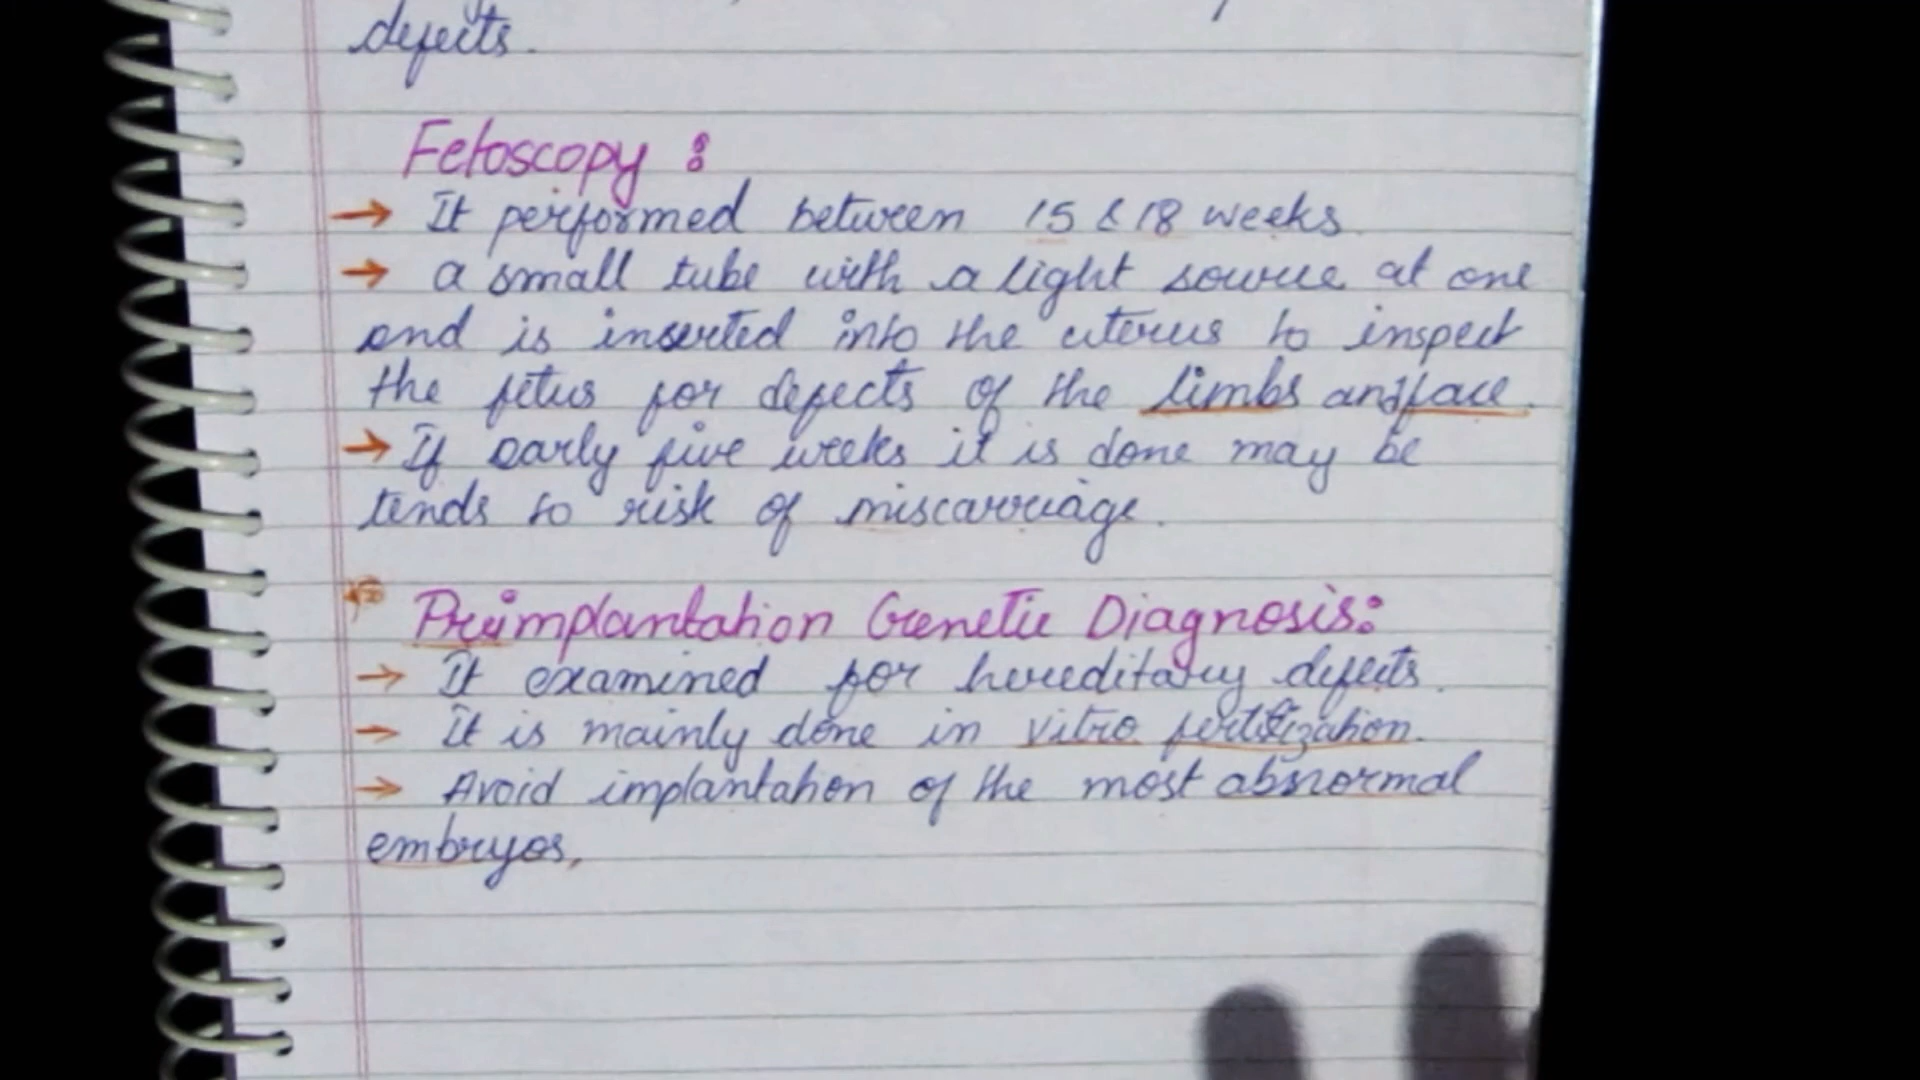 defects.
Fetoscopy :
→ It performed between 15 & 18 weeks
→ a small tube with a light source at one
end is inserted into the uterus to inspect
the fetus for defects of the limbs and face.
→ If early five weeks it is done may be
tends to risk of miscarriage.
Preimplantation Genetic Diagnosis:
→ It examined for hereditary defects.
→ It is mainly done in vitro fertilization.
→ Avoid implantation of the most abnormal
embryos,